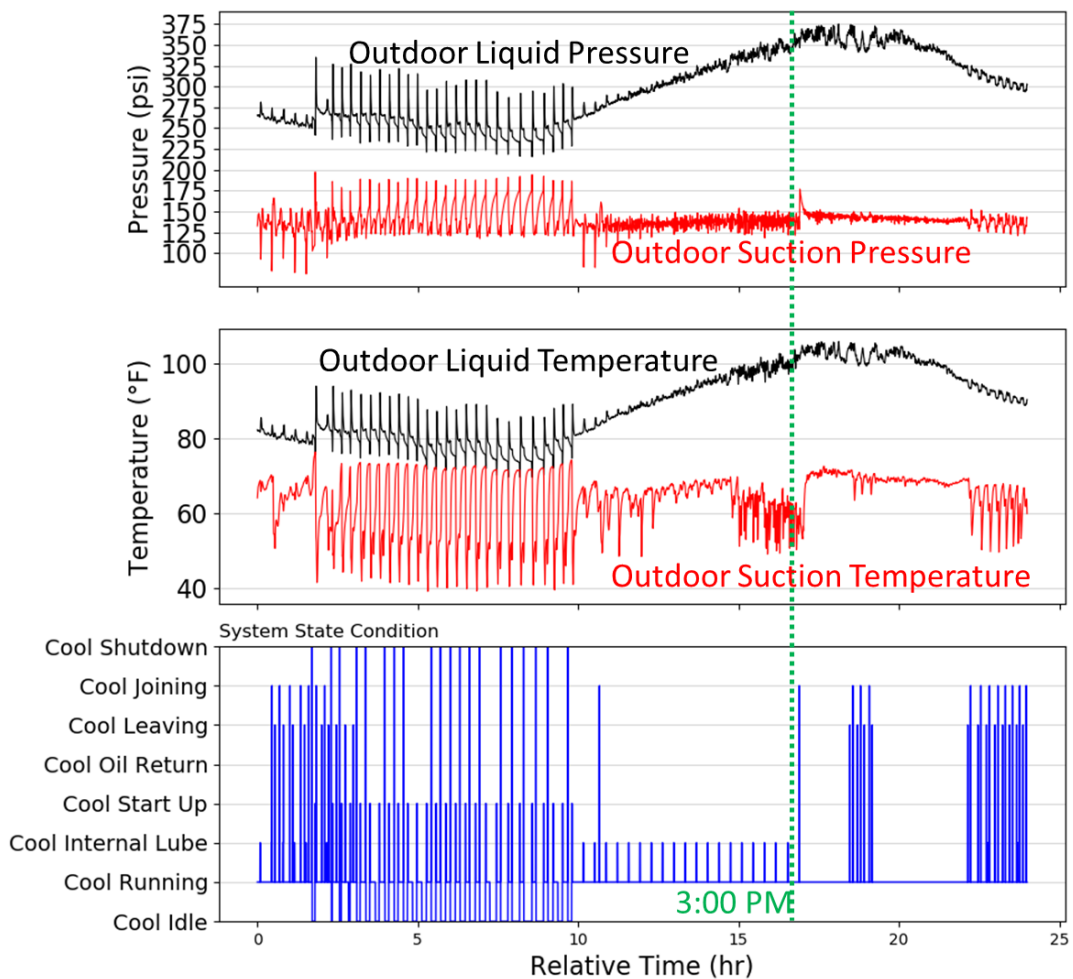 375
350
325
300
275
250
225
200
175
150
125
100
Pressure (psi)
Outdoor Liquid Pressure
Outdoor Suction Pressure
100
80
60
40
Temperature (°F)
Outdoor Liquid Temperature
Outdoor Suction Temperature
System State Condition
Cool Shutdown
Cool Joining
Cool Leaving
Cool Oil Return
Cool Start Up
Cool Internal Lube
Cool Running
Cool Idle
3:00 PM
0 5 10 15 20 25
Relative Time (hr)